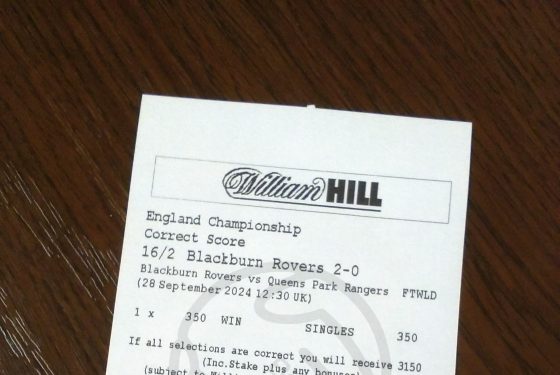 William HILL
England Championship
Correct Score
16/2 Blackburn Rovers 2-0
Blackburn Rovers vs Queens Park Rangers FTWLD
(28 September 2024 12:30 UK)
1 x 350 WIN SINGLES 350
If all selections are correct you will receive 3150
(Inc.Stake plus any bonuses)
(subject to